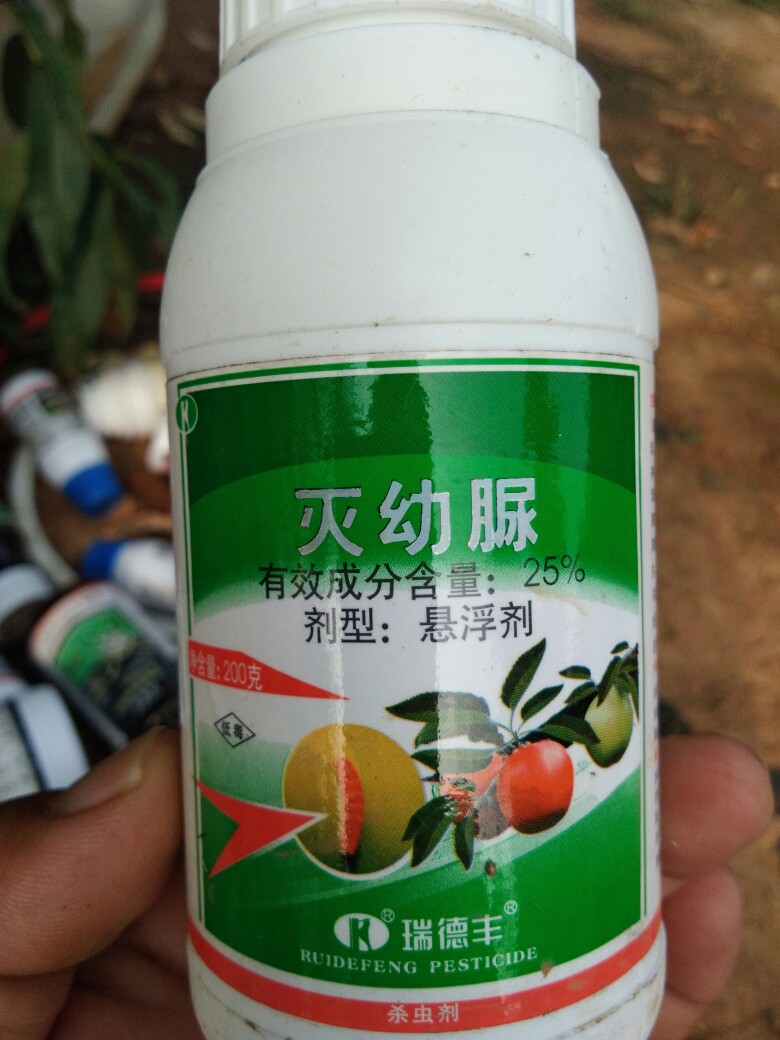 K
灭幼脲
有效成分含量：25%
剂型：悬浮剂
净含量：200克
低毒
K® 瑞德丰®
RUIDEFENG PESTICIDE
杀虫剂